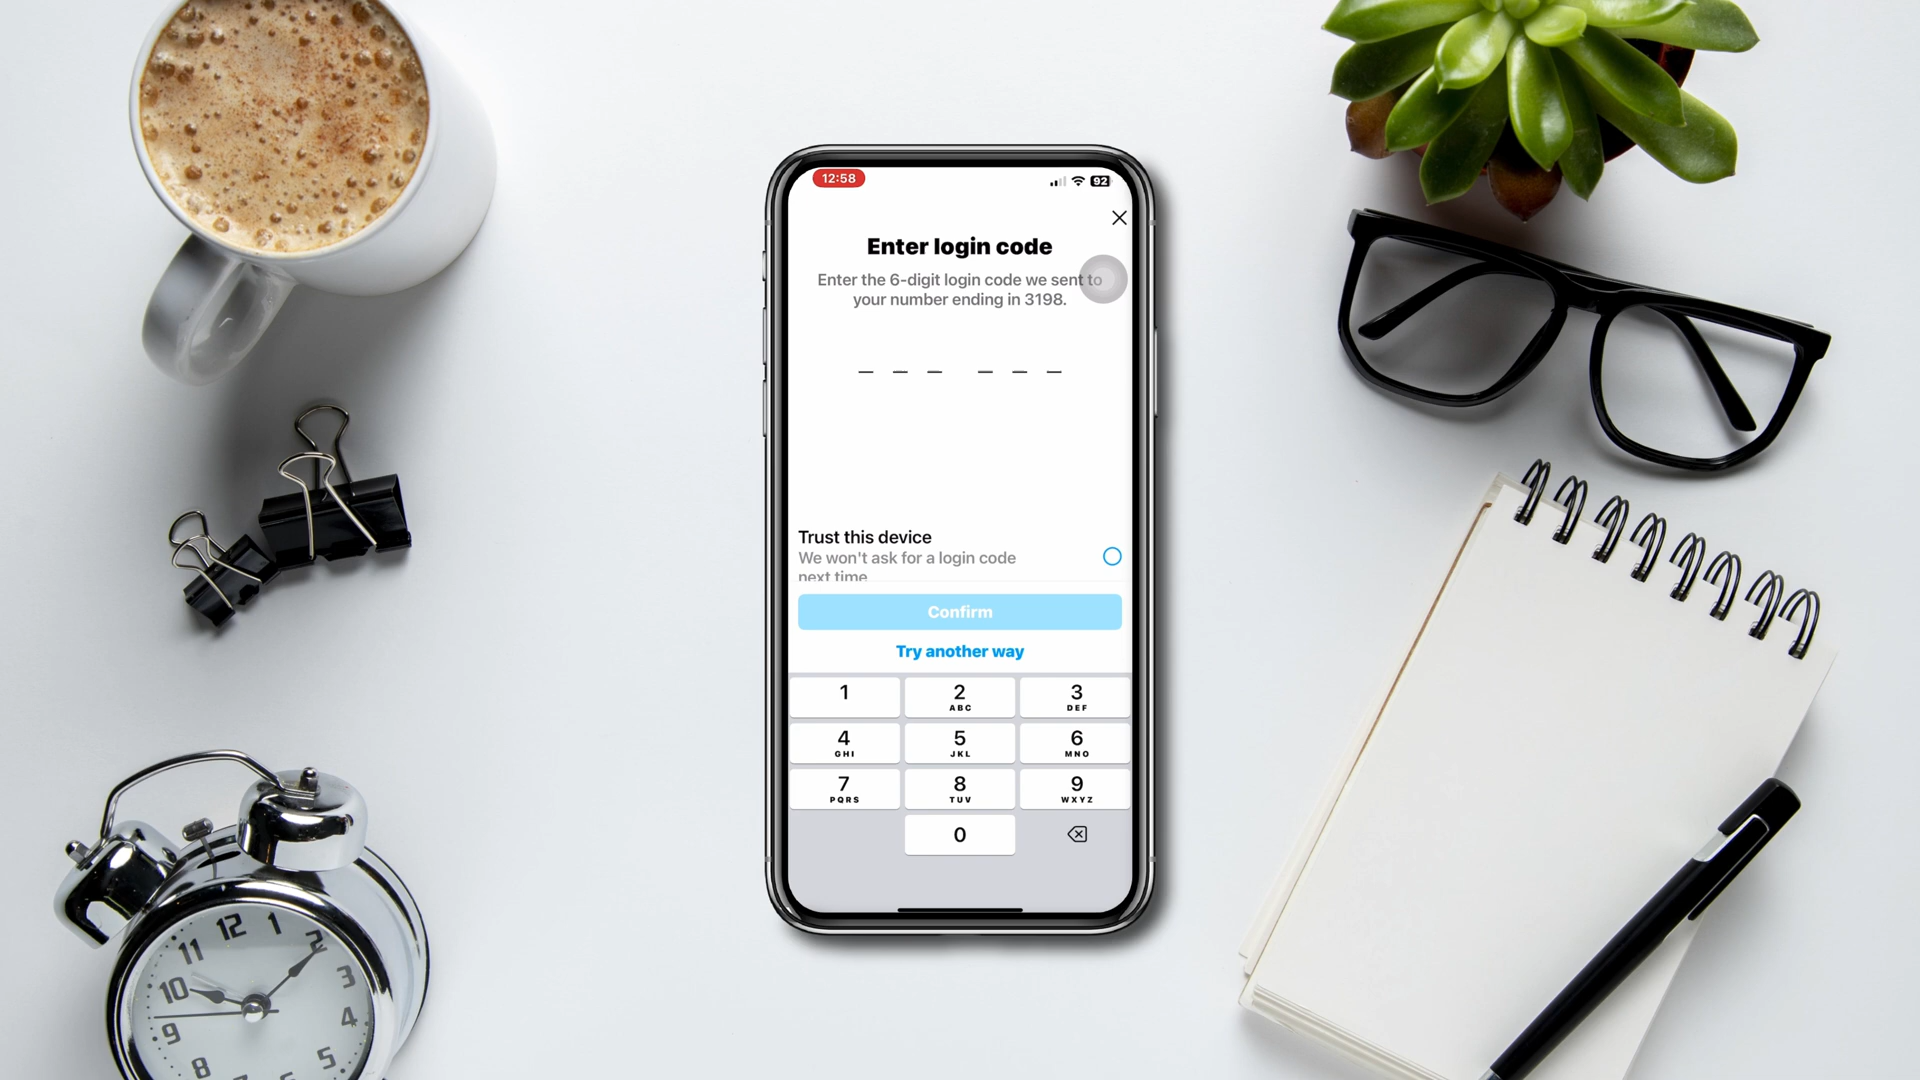 12:58
92
Enter login code
Enter the 6-digit login code we sent to
your number ending in 3198.
Trust this device
We won't ask for a login code
next time
Confirm
Try another way
1
2
ABC
3
DEF
4
GHI
5
JKL
6
MNO
7
PQRS
8
TUV
9
WXYZ
0
12
1
2
3
4
5
8
9
10
11